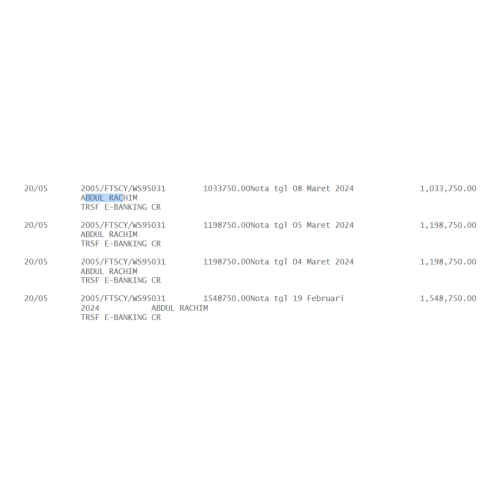 20/05 2005/FTSCY/WS95031 1033750.00Nota tgl 08 Maret 2024 1,033,750.00
ABDUL RACHIM
TRSF E-BANKING CR
20/05 2005/FTSCY/WS95031 1198750.00Nota tgl 05 Maret 2024 1,198,750.00
ABDUL RACHIM
TRSF E-BANKING CR
20/05 2005/FTSCY/WS95031 1198750.00Nota tgl 04 Maret 2024 1,198,750.00
ABDUL RACHIM
TRSF E-BANKING CR
20/05 2005/FTSCY/WS95031 1548750.00Nota tgl 19 Februari 1,548,750.00
2024 ABDUL RACHIM
TRSF E-BANKING CR